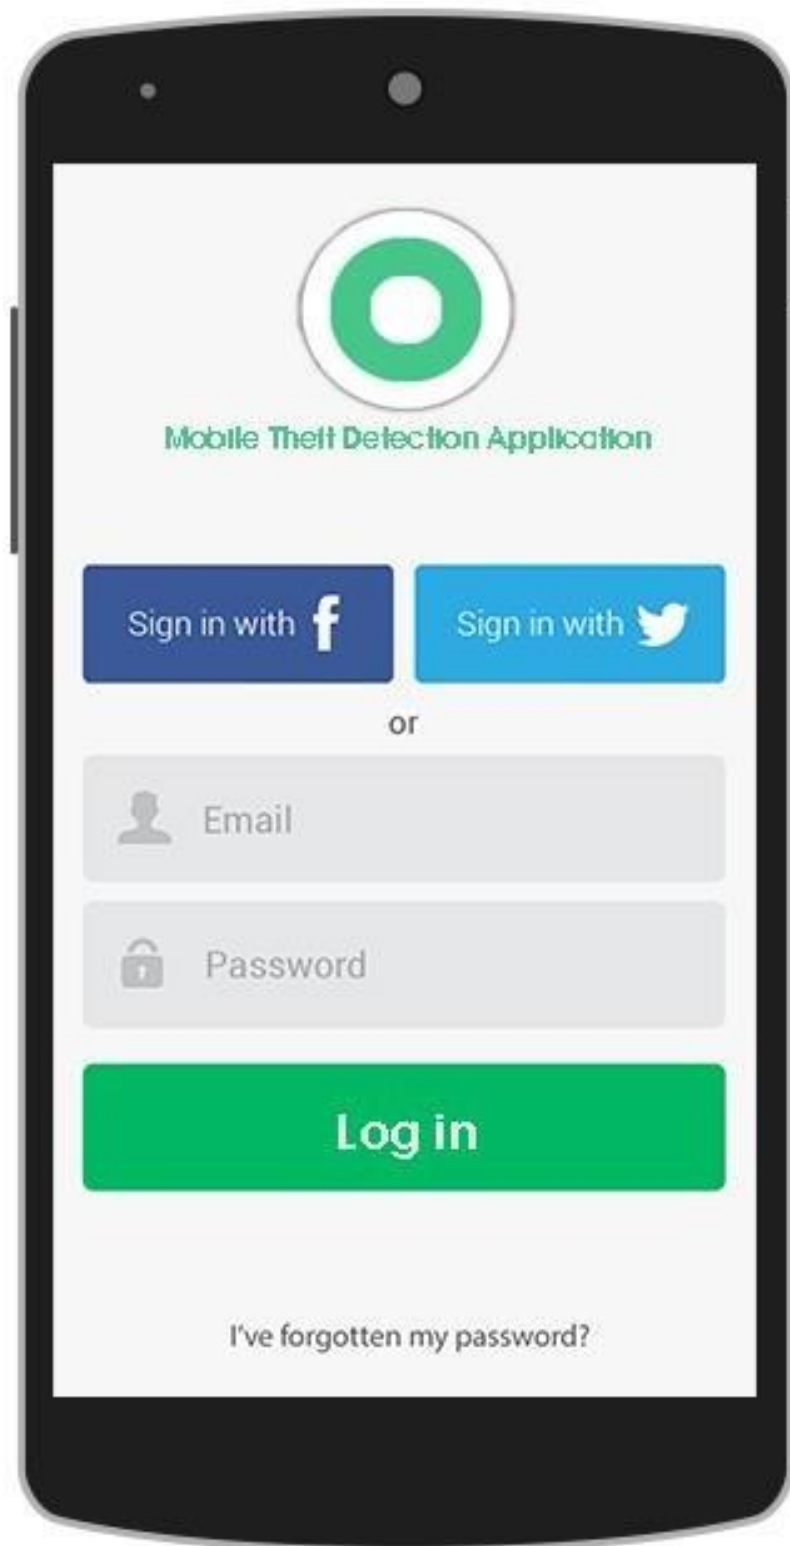 Mobile Theft Detection Application
Sign in with f
Sign in with
or
Email
Password
Log in
I've forgotten my password?